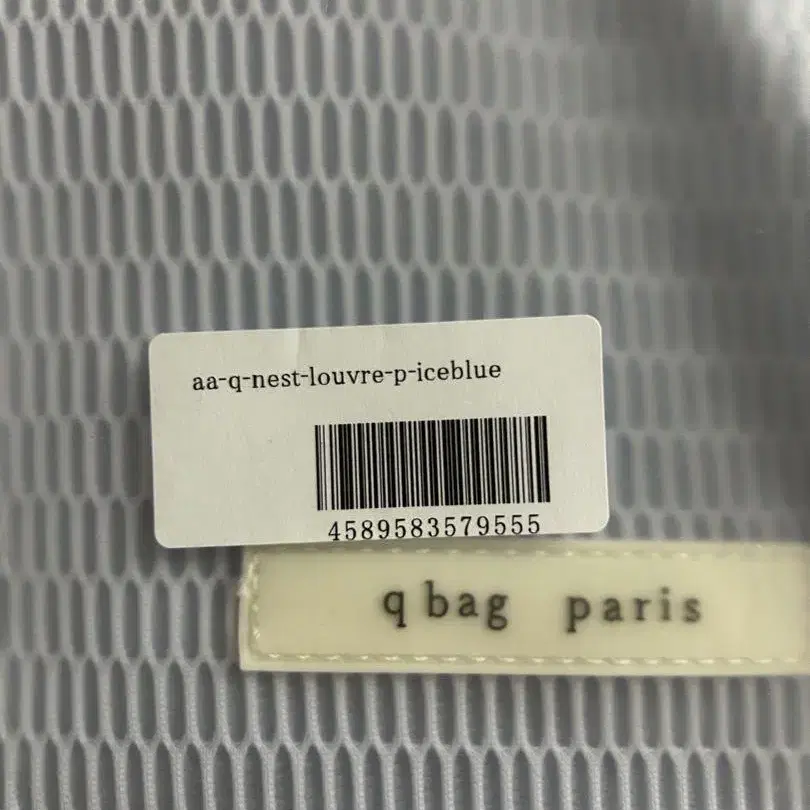 aa-q-nest-louvre-p-iceblue
4589583579555
q bag paris